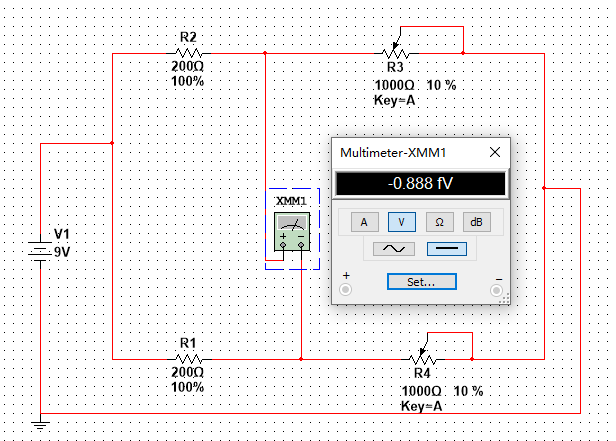 R2
200Ω
100%
R3
1000Ω 10 %
Key=A
Multimeter-XMM1
-0.888 fV
A V Ω dB
Set...
+ -
XMM1
+ -
V1
9V
R1
200Ω
100%
R4
1000Ω 10 %
Key=A